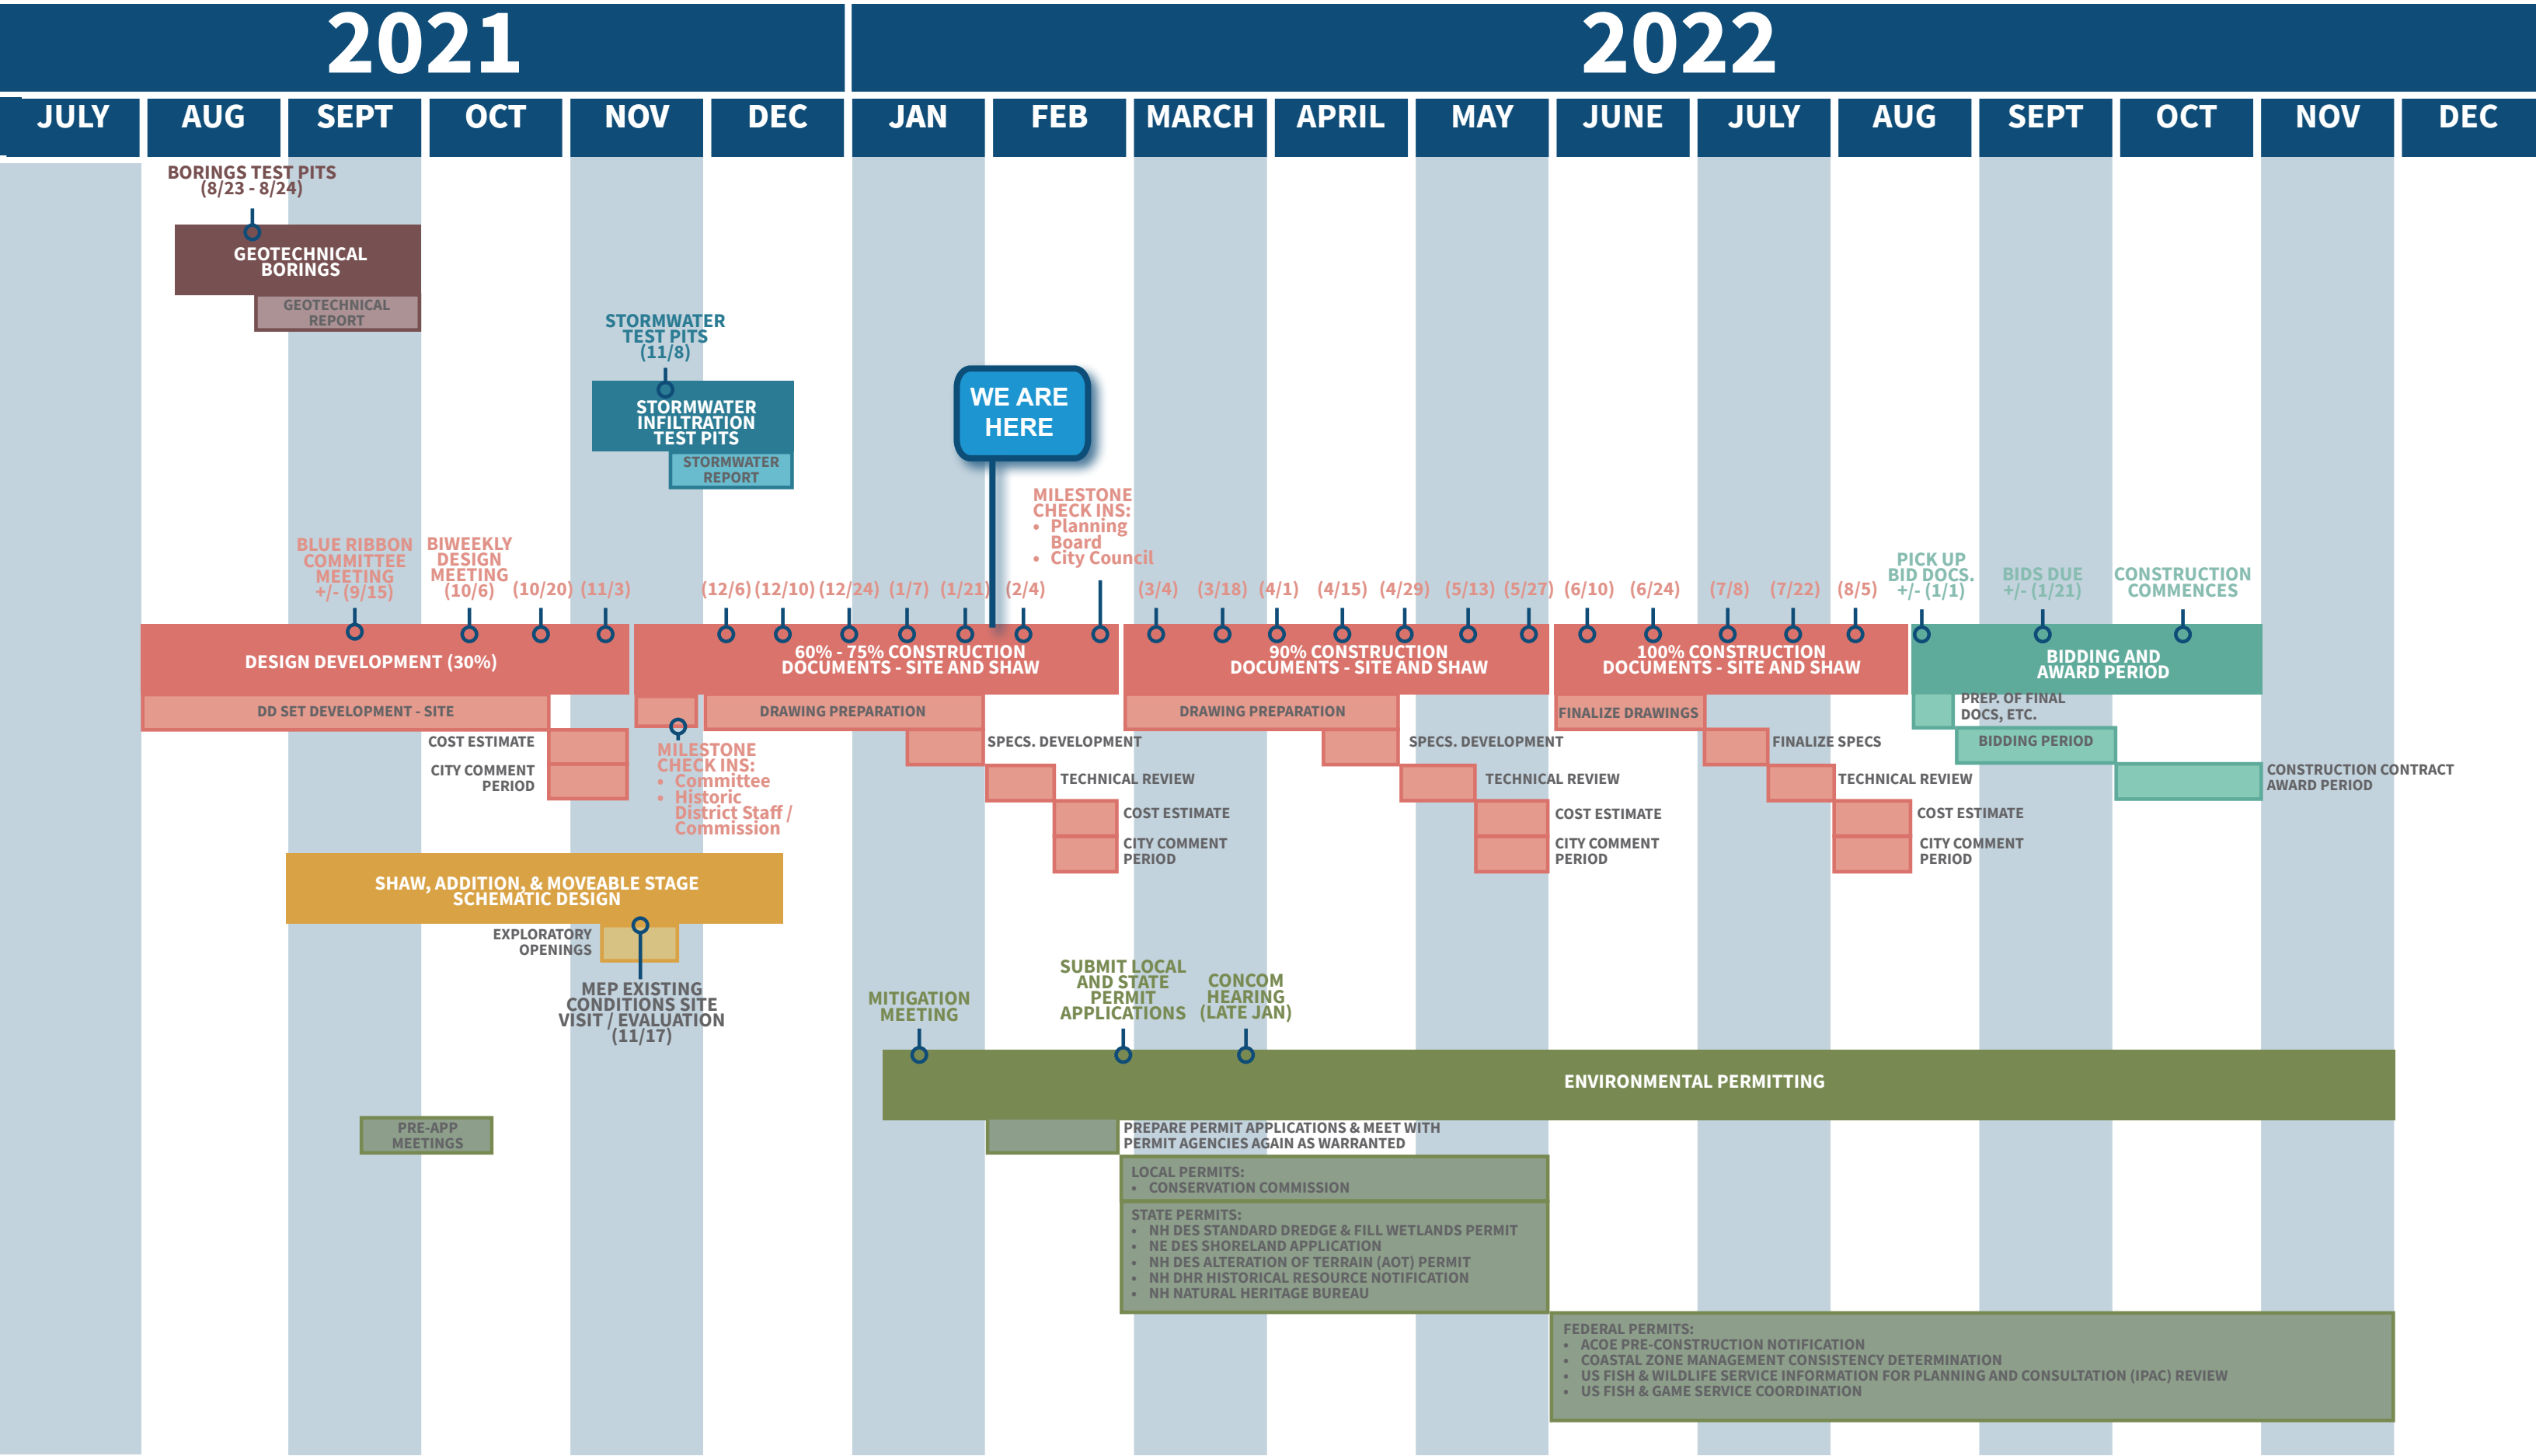 2021
2022
JULY
AUG
SEPT
OCT
NOV
DEC
JAN
FEB
MARCH
APRIL
MAY
JUNE
JULY
AUG
SEPT
OCT
NOV
DEC
BORINGS TEST PITS
(8/23 - 8/24)
GEOTECHNICAL
BORINGS
GEOTECHNICAL
REPORT
STORMWATER
TEST PITS
(11/8)
STORMWATER
INFILTRATION
TEST PITS
STORMWATER
REPORT
WE ARE
HERE
MILESTONE
CHECK INS:
• Planning
Board
• City Council
BLUE RIBBON
COMMITTEE
MEETING
+/- (9/15)
BIWEEKLY
DESIGN
MEETING
(10/6)
(10/20)
(11/3)
(12/6)
(12/10)
(12/24)
(1/7)
(1/21)
(2/4)
(3/4)
(3/18)
(4/1)
(4/15)
(4/29)
(5/13)
(5/27)
(6/10)
(6/24)
(7/8)
(7/22)
(8/5)
PICK UP
BID DOCS.
+/- (1/1)
BIDS DUE
+/- (1/21)
CONSTRUCTION
COMMENCES
DESIGN DEVELOPMENT (30%)
60% - 75% CONSTRUCTION
DOCUMENTS - SITE AND SHAW
90% CONSTRUCTION
DOCUMENTS - SITE AND SHAW
100% CONSTRUCTION
DOCUMENTS - SITE AND SHAW
BIDDING AND
AWARD PERIOD
DD SET DEVELOPMENT - SITE
COST ESTIMATE
CITY COMMENT
PERIOD
MILESTONE
CHECK INS:
• Committee
• Historic
District Staff /
Commission
DRAWING PREPARATION
SPECS. DEVELOPMENT
TECHNICAL REVIEW
COST ESTIMATE
CITY COMMENT
PERIOD
DRAWING PREPARATION
SPECS. DEVELOPMENT
TECHNICAL REVIEW
COST ESTIMATE
CITY COMMENT
PERIOD
FINALIZE DRAWINGS
FINALIZE SPECS
TECHNICAL REVIEW
COST ESTIMATE
CITY COMMENT
PERIOD
PREP. OF FINAL
DOCS, ETC.
BIDDING PERIOD
CONSTRUCTION CONTRACT
AWARD PERIOD
SHAW, ADDITION, & MOVEABLE STAGE
SCHEMATIC DESIGN
EXPLORATORY
OPENINGS
MEP EXISTING
CONDITIONS SITE
VISIT / EVALUATION
(11/17)
MITIGATION
MEETING
SUBMIT LOCAL
AND STATE
PERMIT
APPLICATIONS
CONCOM
HEARING
(LATE JAN)
ENVIRONMENTAL PERMITTING
PRE-APP
MEETINGS
PREPARE PERMIT APPLICATIONS & MEET WITH
PERMIT AGENCIES AGAIN AS WARRANTED
LOCAL PERMITS:
• CONSERVATION COMMISSION
STATE PERMITS:
• NH DES STANDARD DREDGE & FILL WETLANDS PERMIT
• NE DES SHORELAND APPLICATION
• NH DES ALTERATION OF TERRAIN (AOT) PERMIT
• NH DHR HISTORICAL RESOURCE NOTIFICATION
• NH NATURAL HERITAGE BUREAU
FEDERAL PERMITS:
• ACOE PRE-CONSTRUCTION NOTIFICATION
• COASTAL ZONE MANAGEMENT CONSISTENCY DETERMINATION
• US FISH & WILDLIFE SERVICE INFORMATION FOR PLANNING AND CONSULTATION (IPAC) REVIEW
• US FISH & GAME SERVICE COORDINATION